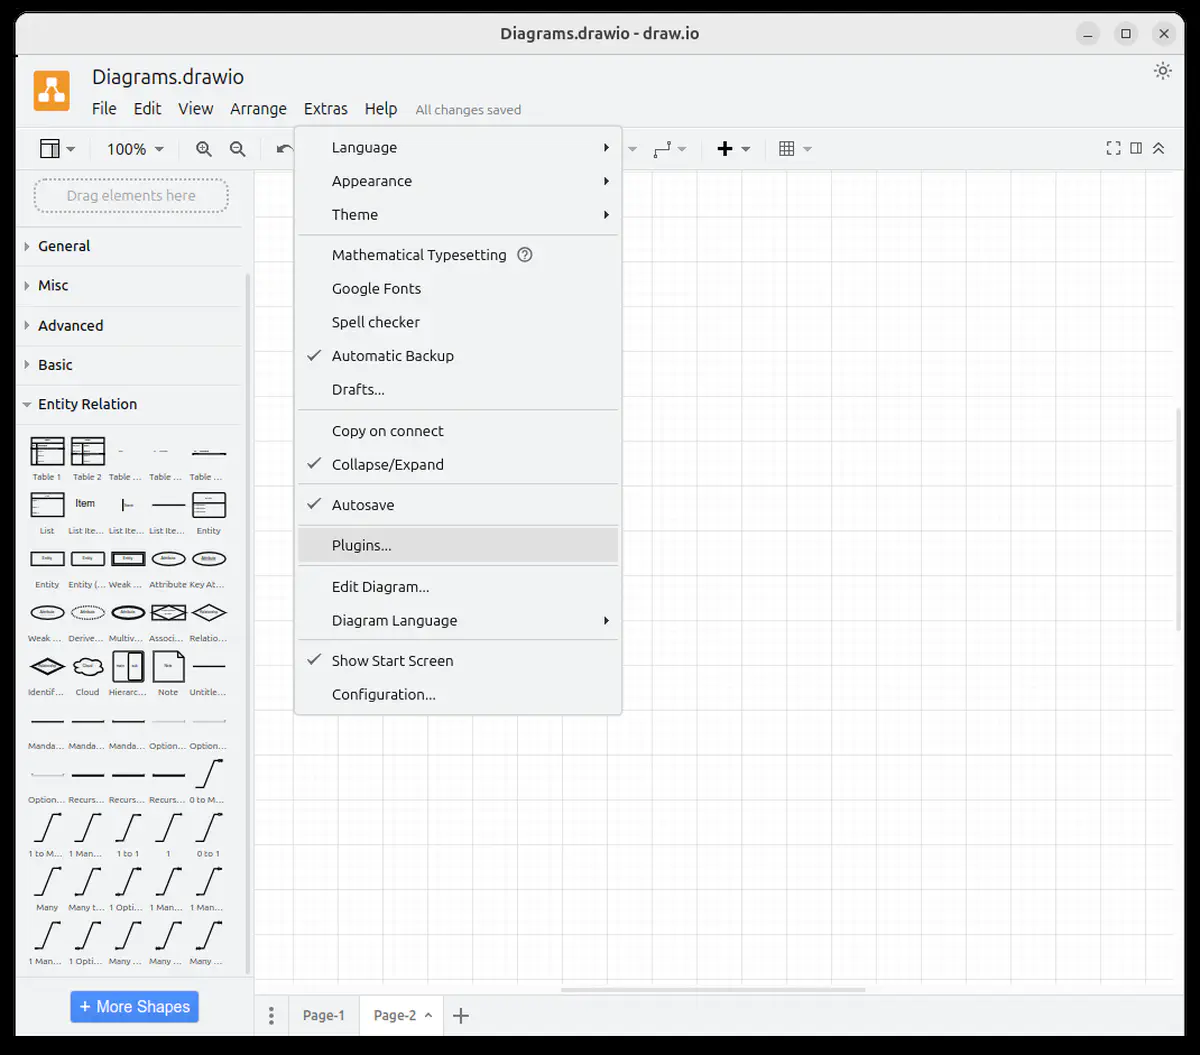 Diagrams.drawio - draw.io
Diagrams.drawio
File Edit View Arrange Extras Help All changes saved
100%
Language
Appearance
Theme
Mathematical Typesetting
Google Fonts
Spell checker
Automatic Backup
Drafts...
Copy on connect
Collapse/Expand
Autosave
Plugins...
Edit Diagram...
Diagram Language
Show Start Screen
Configuration...
Drag elements here
General
Misc
Advanced
Basic
Entity Relation
Table 1 Table 2 Table ... Table ... Table ...
Item
List List Ite... List Ite... List Ite... Entity
Entity Entity (... Weak ... Attribute Key At...
Weak ... Derive... Multiv... Associ... Relatio...
Identif... Cloud Hierarc... Note Untitle...
Manda... Manda... Manda... Option... Option...
Option... Recurs... Recurs... Recurs... 0 to M...
1 to M... 1 Man... 1 to 1 1 0 to 1
Many Many t... 1 Opti... 1 Man... 1 Man...
1 Man... 1 Opti... Many ... Many ... Many ...
+ More Shapes
Page-1 Page-2